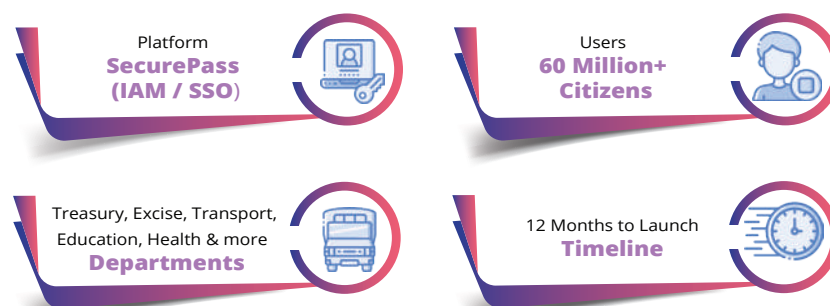 Platform
SecurePass
(IAM / SSO)
Users
60 Million+
Citizens
Treasury, Excise, Transport,
Education, Health & more
Departments
12 Months to Launch
Timeline